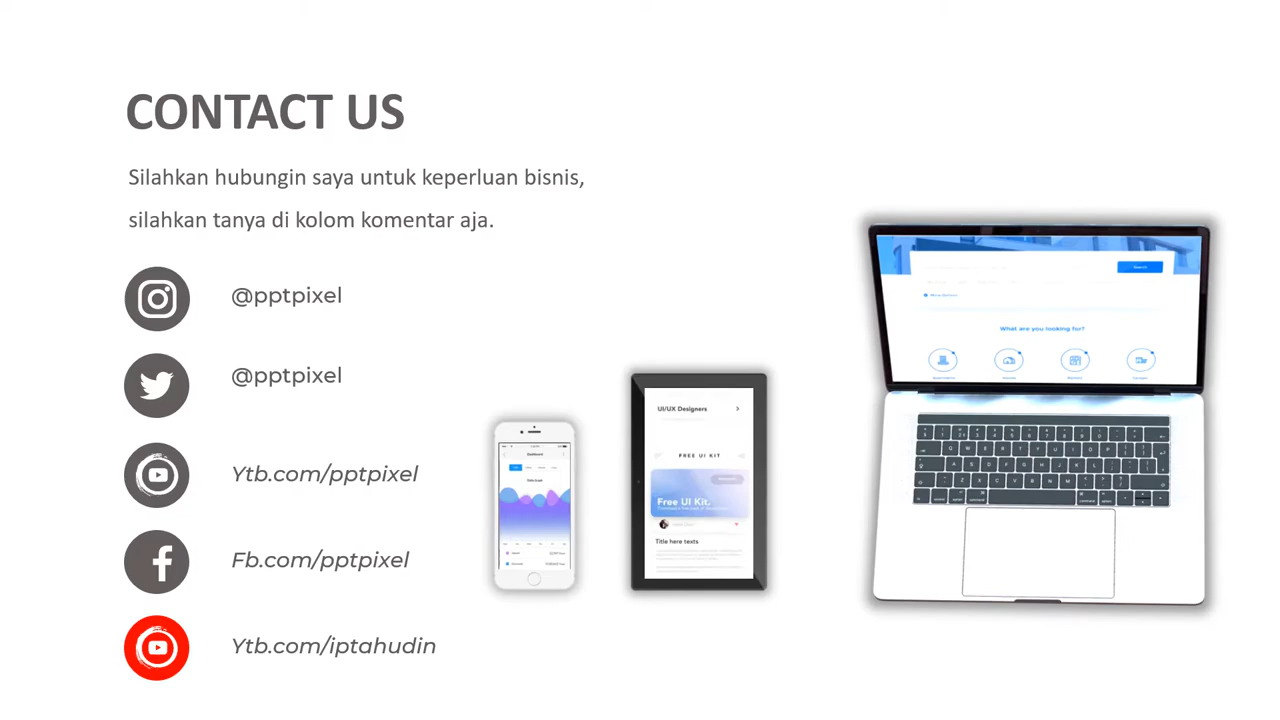 CONTACT US
Silahkan hubungin saya untuk keperluan bisnis,
silahkan tanya di kolom komentar aja.
@pptpixel
@pptpixel
Ytb.com/pptpixel
Fb.com/pptpixel
Ytb.com/iptahudin
Dashboard
UI/UX Designers
FREE UI KIT
Free UI Kit.
Title here texts
What are you looking for?